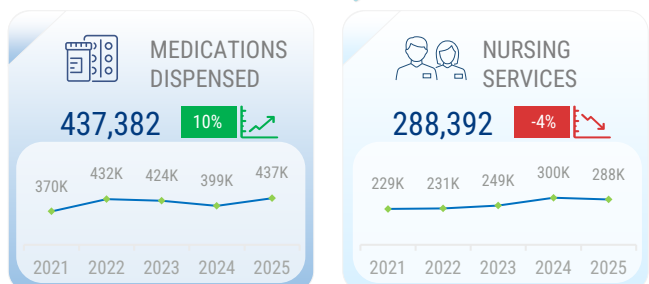 MEDICATIONS
DISPENSED
437,382 10%
370K 432K 424K 399K 437K
2021 2022 2023 2024 2025
NURSING
SERVICES
288,392 -4%
229K 231K 249K 300K 288K
2021 2022 2023 2024 2025